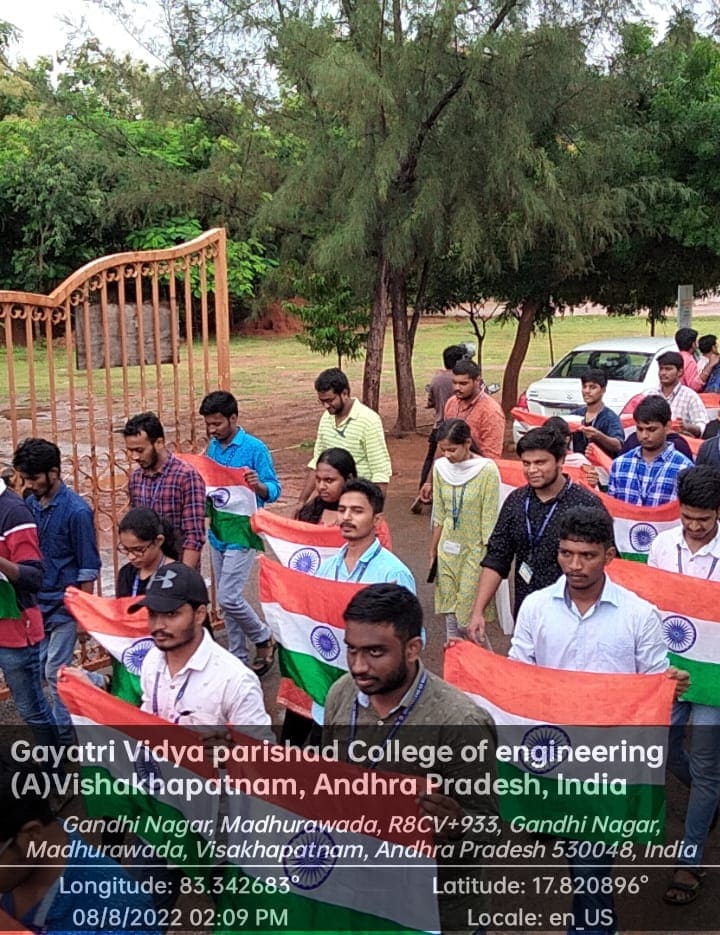 Gayatri Vidya parishad College of engineering
(A)Vishakhapatnam, Andhra Pradesh, India
Gandhi Nagar, Madhurawada, R8CV+933, Gandhi Nagar,
Madhurawada, Visakhapatnam, Andhra Pradesh 530048, India
Longitude: 83.342683° Latitude: 17.820896°
08/8/2022 02:09 PM Locale: en_US